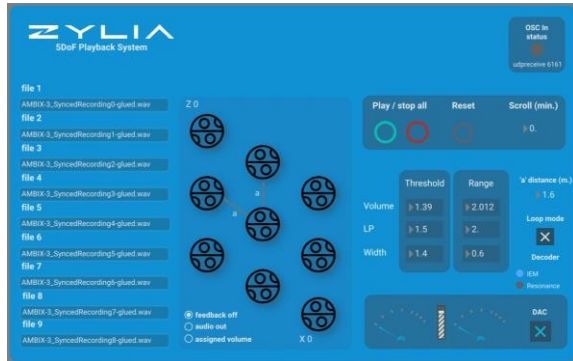 ZYLIA
5DoF Playback System
OSC In
status
udpreceive 6161
file 1
AMBIX-3_SyncedRecording0-glued.wav
file 2
AMBIX-3_SyncedRecording1-glued.wav
file 3
AMBIX-3_SyncedRecording2-glued.wav
file 4
AMBIX-3_SyncedRecording3-glued.wav
file 5
AMBIX-3_SyncedRecording4-glued.wav
file 6
AMBIX-3_SyncedRecording5-glued.wav
file 7
AMBIX-3_SyncedRecording6-glued.wav
file 8
AMBIX-3_SyncedRecording7-glued.wav
file 9
AMBIX-3_SyncedRecording8-glued.wav
Z 0
a
a
feedback off
audio out
assigned volume
X 0
Play / stop all Reset Scroll (min.)
0.
Threshold Range
Volume 1.39 2.012
LP 1.5 2.
Width 1.4 0.6
'a' distance (m.)
1.6
Loop mode
Decoder
IEM
Resonance
DAC